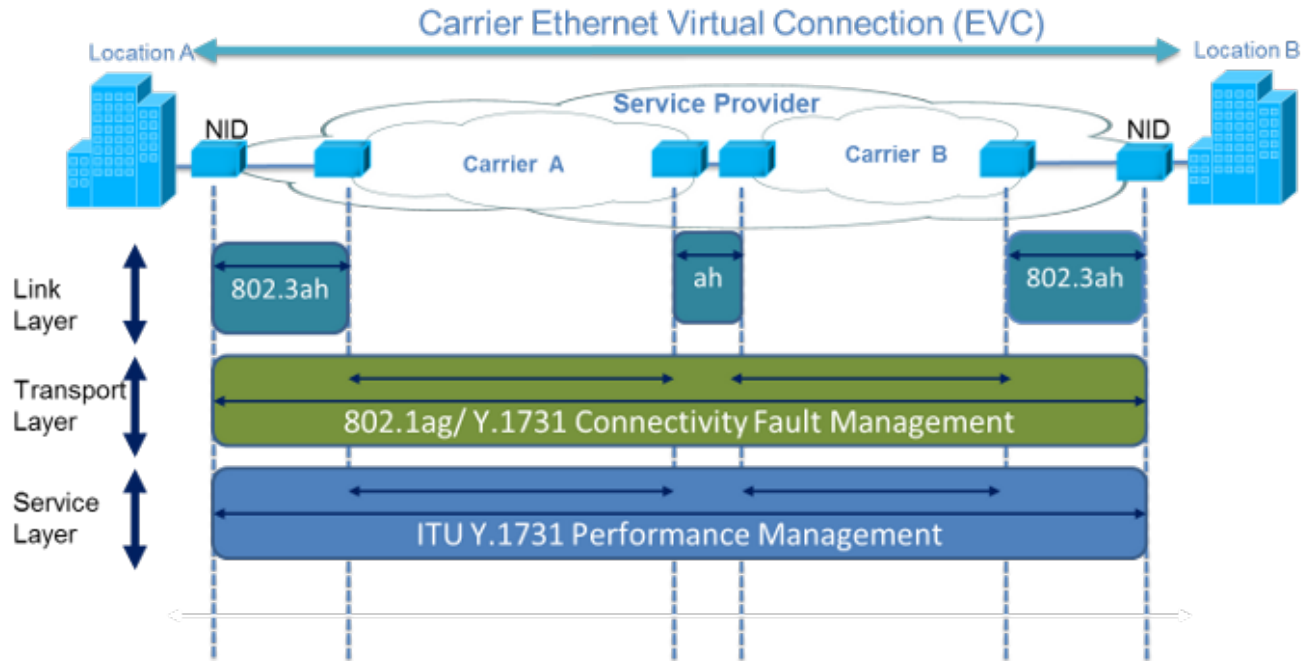 Carrier Ethernet Virtual Connection (EVC)
Location A
Location B
Service Provider
NID
NID
Carrier A
Carrier B
Link
Layer
802.3ah
ah
802.3ah
Transport
Layer
802.1ag/ Y.1731 Connectivity Fault Management
Service
Layer
ITU Y.1731 Performance Management